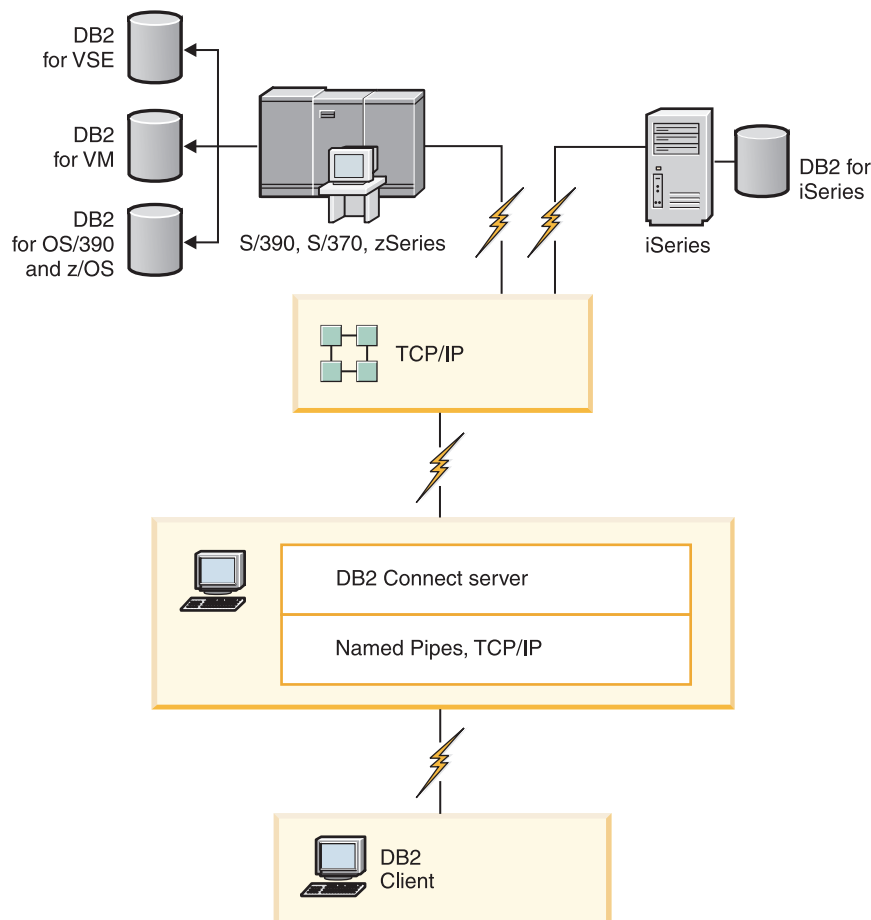 DB2
for VSE
DB2
for VM
DB2
for OS/390
and z/OS
S/390, S/370, zSeries
iSeries
DB2 for
iSeries
TCP/IP
DB2 Connect server
Named Pipes, TCP/IP
DB2
Client